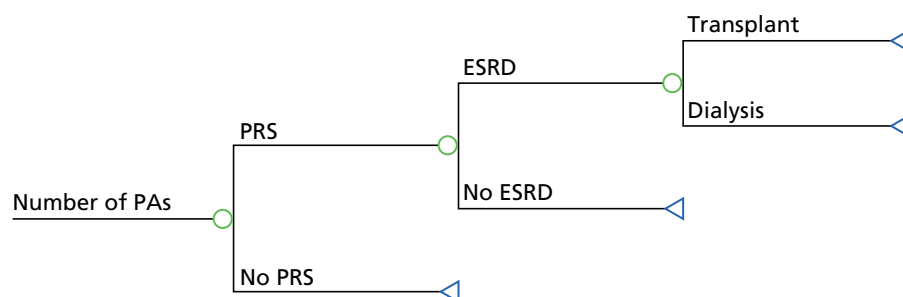 Transplant
ESRD
Dialysis
PRS
No ESRD
Number of PAs
No PRS